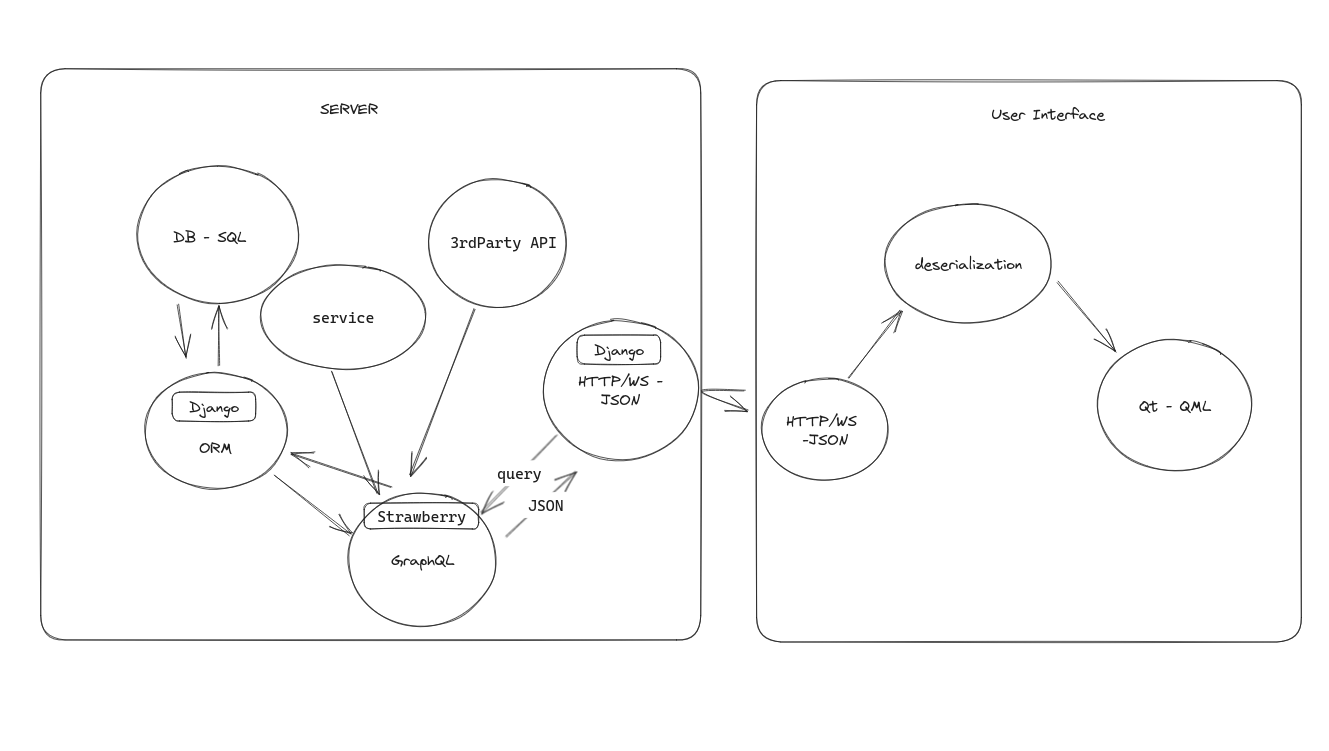 SERVER
User Interface
DB - SQL
3rdParty API
service
deserialization
Django
HTTP/WS -
JSON
Django
ORM
HTTP/WS
-JSON
Qt - QML
query
JSON
Strawberry
GraphQL